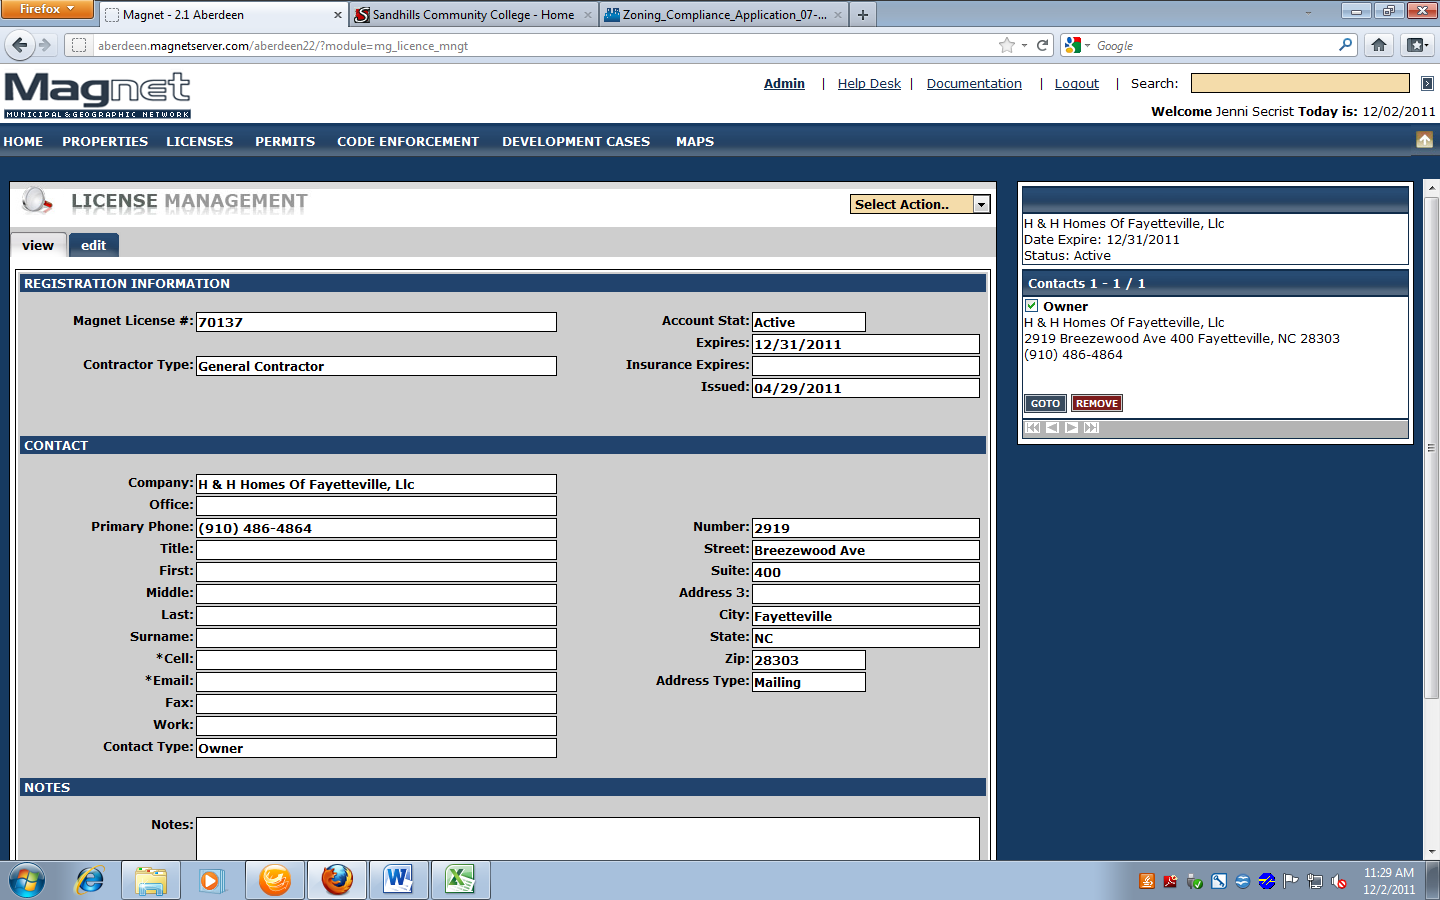 Firefox
Magnet - 2.1 Aberdeen
Sandhills Community College - Home
Zoning_Compliance_Application_07-...
aberdeen.magnetserver.com/aberdeen22/?module=mg_licence_mngt
Google
Magnet
MUNICIPAL & GEOGRAPHIC NETWORK
Admin | Help Desk | Documentation | Logout | Search:
Welcome Jenni Secrist Today is: 12/02/2011
HOME PROPERTIES LICENSES PERMITS CODE ENFORCEMENT DEVELOPMENT CASES MAPS
LICENSE MANAGEMENT
Select Action..
view edit
REGISTRATION INFORMATION
Magnet License #: 70137
Account Stat: Active
Expires: 12/31/2011
Contractor Type: General Contractor
Insurance Expires:
Issued: 04/29/2011
CONTACT
Company: H & H Homes Of Fayetteville, Llc
Office:
Primary Phone: (910) 486-4864
Title:
First:
Middle:
Last:
Surname:
*Cell:
*Email:
Fax:
Work:
Contact Type: Owner
Number: 2919
Street: Breezewood Ave
Suite: 400
Address 3:
City: Fayetteville
State: NC
Zip: 28303
Address Type: Mailing
NOTES
Notes:
H & H Homes Of Fayetteville, Llc
Date Expire: 12/31/2011
Status: Active
Contacts 1 - 1 / 1
Owner
H & H Homes Of Fayetteville, Llc
2919 Breezewood Ave 400 Fayetteville, NC 28303
(910) 486-4864
GOTO REMOVE
11:29 AM
12/2/2011